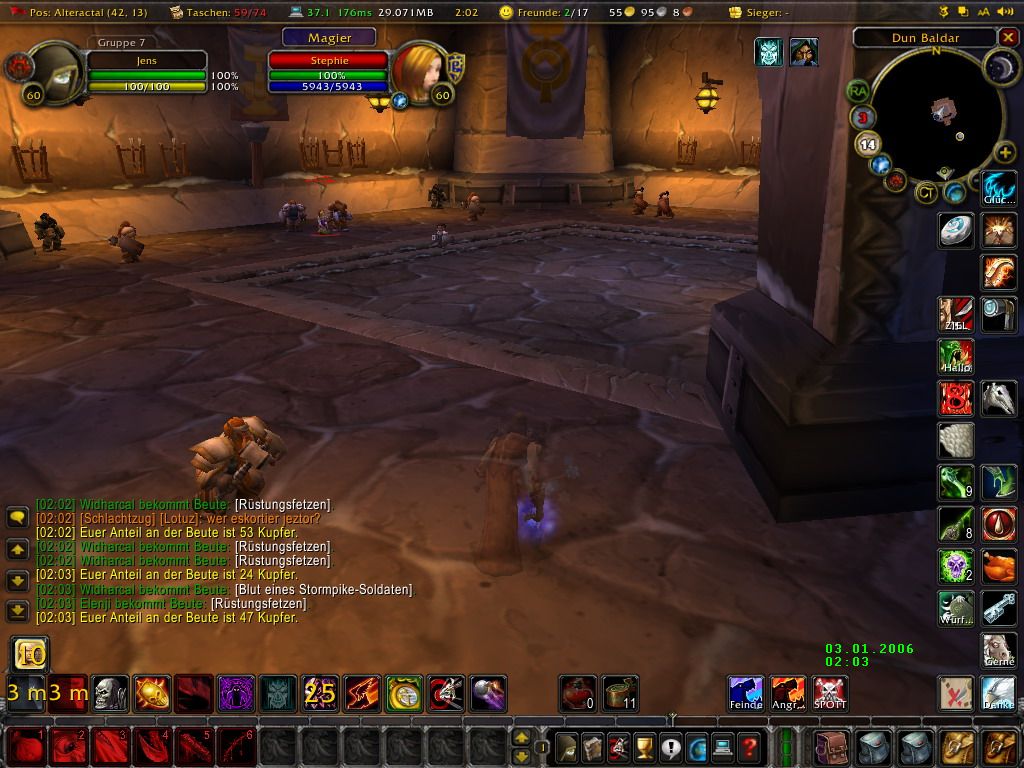 Pos: Alteractal (42, 13) Taschen: 59/74 37.1 176ms 29.071MB 2:02 Freunde: 2/17 55 95 8 Sieger: -
Gruppe 7
Magier
Dun Baldar
Jens
Stephie
100%
100%
100/100
100%
5943/5943
60
60
N
RA
3
14
CT
Glüc...
ZIEL
Hallo
9
8
2
Würf...
Gerne
[02:02] Widharcal bekommt Beute: [Rüstungsfetzen].
[02:02] [Schlachtzug] [Lotuz]: wer eskortier jeztor?
[02:02] Euer Anteil an der Beute ist 53 Kupfer.
[02:02] Widharcal bekommt Beute: [Rüstungsfetzen].
[02:02] Widharcal bekommt Beute: [Rüstungsfetzen].
[02:03] Euer Anteil an der Beute ist 24 Kupfer.
[02:03] Widharcal bekommt Beute: [Blut eines Stormpike-Soldaten].
[02:03] Elenji bekommt Beute: [Rüstungsfetzen].
[02:03] Euer Anteil an der Beute ist 47 Kupfer.
03.01.2006
02:03
10
3 m 3 m
25
0
11
Feinde
Angr...
SPOTT
Danke
1 2 3 4 5 6
1